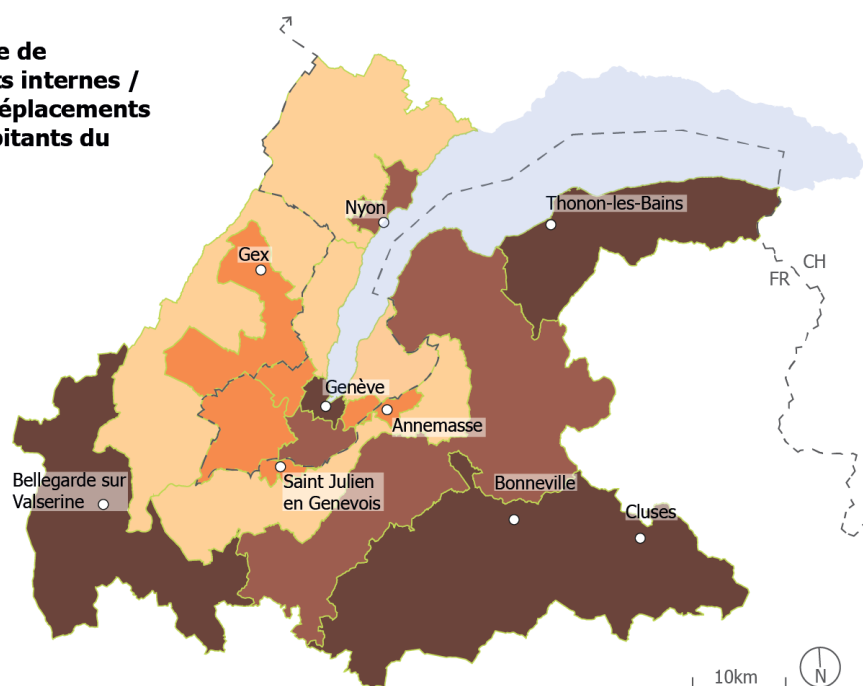 e de
ts internes /
éplacements
bitants du
Nyon
Thonon-les-Bains
Gex
CH
FR
Genève
Annemasse
Bellegarde sur
Valserine
Saint Julien
en Genevois
Bonneville
Cluses
10km
N